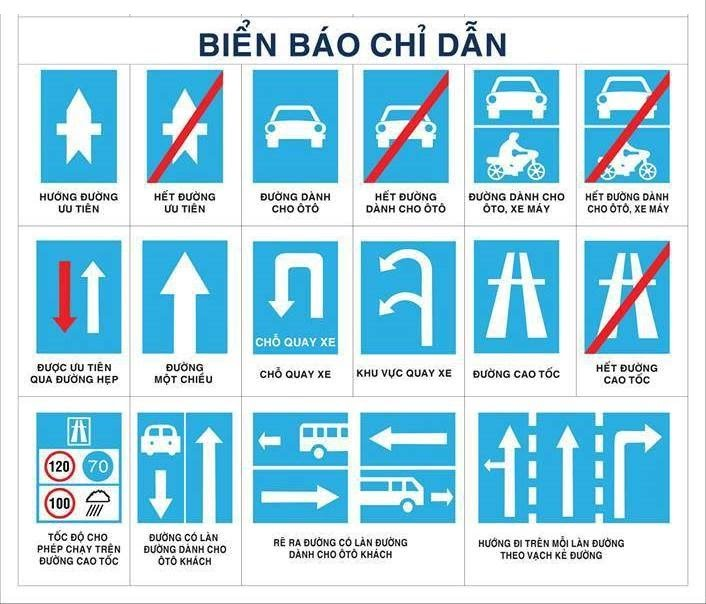 BIỂN BÁO CHỈ DẪN
HƯỚNG ĐƯỜNG
ƯU TIÊN
HẾT ĐƯỜNG
ƯU TIÊN
ĐƯỜNG DÀNH
CHO ÔTÔ
HẾT ĐƯỜNG
DÀNH CHO ÔTÔ
ĐƯỜNG DÀNH CHO
ÔTO, XE MÁY
HẾT ĐƯỜNG DÀNH
CHO ÔTÔ, XE MÁY
ĐƯỢC ƯU TIÊN
QUA ĐƯỜNG HẸP
ĐƯỜNG
MỘT CHIỀU
CHỖ QUAY XE
CHỖ QUAY XE
KHU VỰC QUAY XE
ĐƯỜNG CAO TỐC
HẾT ĐƯỜNG
CAO TỐC
120 70
100
TỐC ĐỘ CHO
PHÉP CHẠY TRÊN
ĐƯỜNG CAO TỐC
ĐƯỜNG CÓ LÀN
ĐƯỜNG DÀNH CHO
ÔTÔ KHÁCH
RẼ RA ĐƯỜNG CÓ LÀN ĐƯỜNG
DÀNH CHO ÔTÔ KHÁCH
HƯỚNG ĐI TRÊN MỖI LÀN ĐƯỜNG
THEO VẠCH KẺ ĐƯỜNG